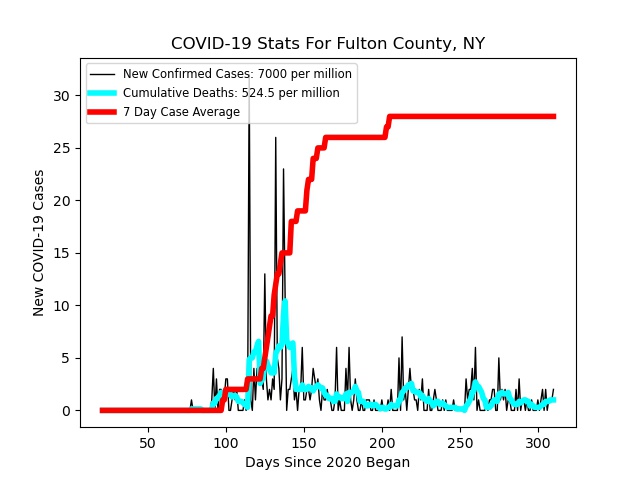 COVID-19 Stats For Fulton County, NY
New Confirmed Cases: 7000 per million
Cumulative Deaths: 524.5 per million
7 Day Case Average
New COVID-19 Cases
30
25
20
15
10
5
0
50
100
150
200
250
300
Days Since 2020 Began